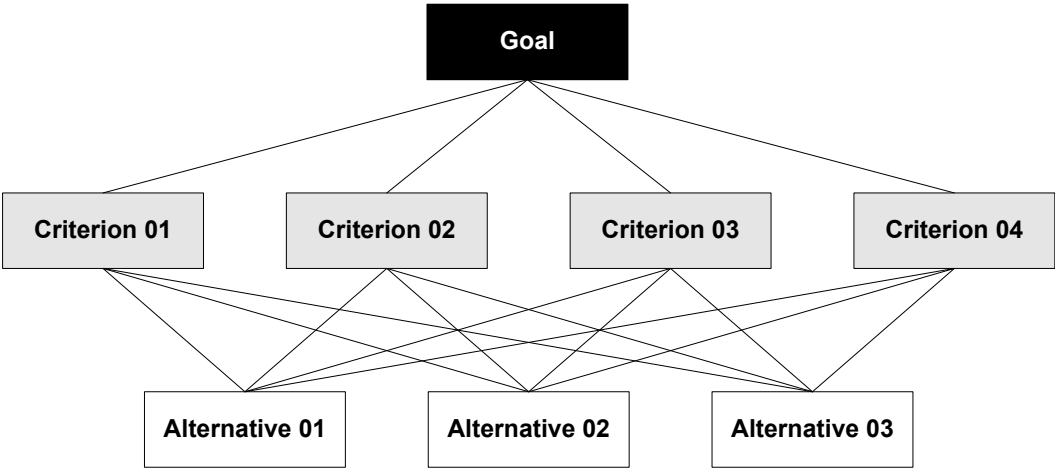 Goal
Criterion 01
Criterion 02
Criterion 03
Criterion 04
Alternative 01
Alternative 02
Alternative 03